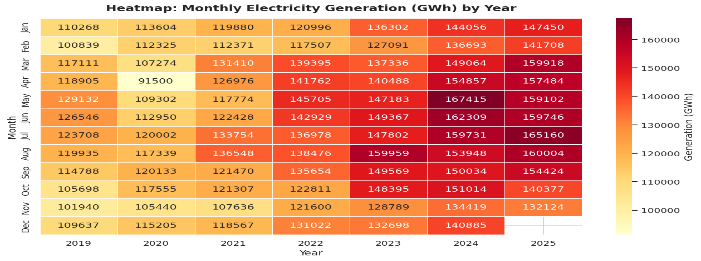 Heatmap: Monthly Electricity Generation (GWh) by Year
Jan 110268 113604 119880 120996 136302 144056 147450
Feb 100839 112325 112371 117507 127091 136693 141708
Mar 117111 107274 131410 139395 137336 149064 159918
Apr 118905 91500 126976 141762 140488 154857 157484
May 129132 109302 117774 145705 147183 167415 159102
Jun 126546 112950 122428 142929 149367 162309 159746
Jul 123708 120002 133754 136978 147802 159731 165160
Aug 119935 117339 136548 138476 159959 153948 160004
Sep 114788 120133 121470 135654 149569 150034 154424
Oct 105698 117555 121307 122811 148395 151014 140377
Nov 101940 105440 107636 121600 128789 134419 132124
Dec 109637 115205 118567 131022 132698 140885
2019 2020 2021 2022 2023 2024 2025
Year
Month
160000
150000
140000
130000
120000
110000
100000
Generation (GWh)